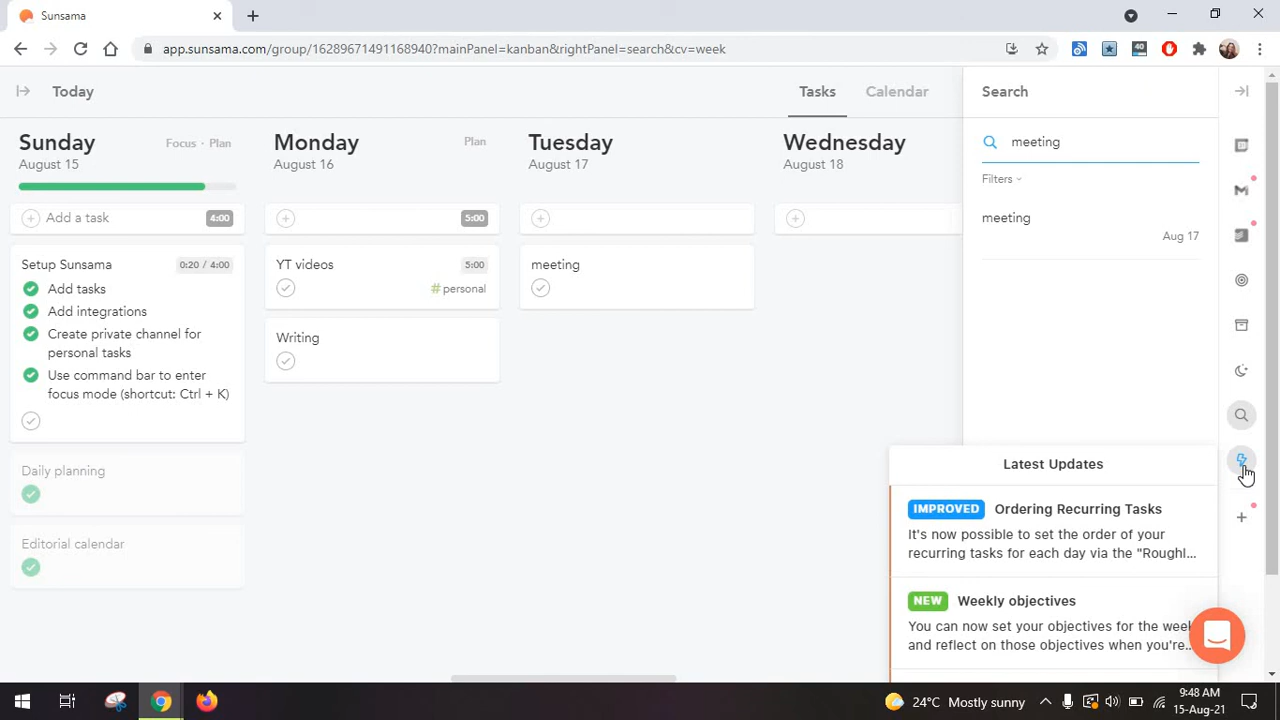 Sunsama
app.sunsama.com/group/16289671491168940?mainPanel=kanban&rightPanel=search&cv=week
40
Today
Tasks
Calendar
Search
Sunday
August 15
Focus · Plan
Monday
August 16
Plan
Tuesday
August 17
Wednesday
August 18
meeting
Filters
meeting
Aug 17
Add a task
4:00
5:00
Setup Sunsama
0:20 / 4:00
Add tasks
Add integrations
Create private channel for
personal tasks
Use command bar to enter
focus mode (shortcut: Ctrl + K)
YT videos
5:00
#personal
Writing
meeting
Daily planning
Editorial calendar
Latest Updates
IMPROVED Ordering Recurring Tasks
It's now possible to set the order of your
recurring tasks for each day via the "Roughl...
NEW Weekly objectives
You can now set your objectives for the week
and reflect on those objectives when you're...
24°C Mostly sunny
9:48 AM
15-Aug-21